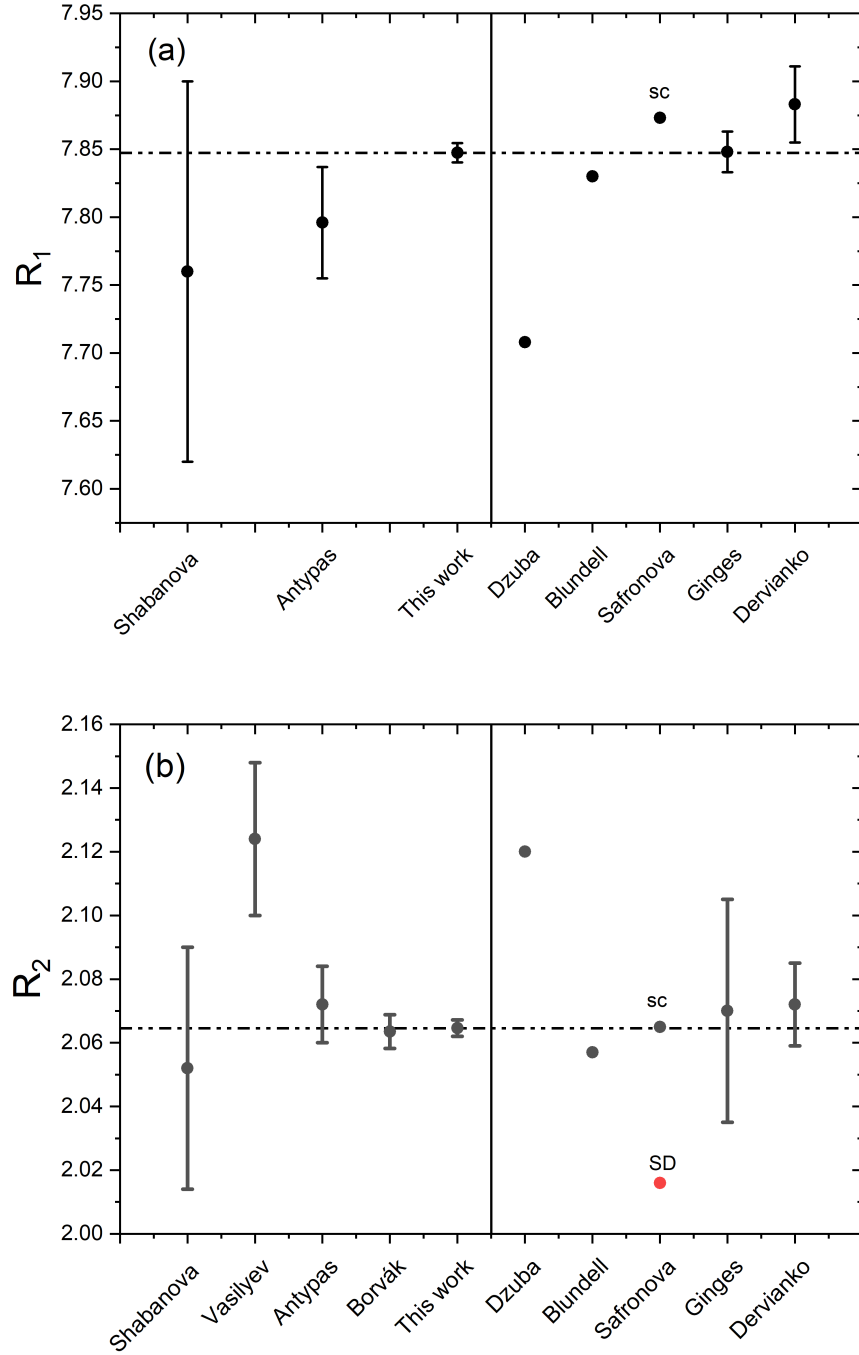 (a)
R1
7.95
7.90
7.85
7.80
7.75
7.70
7.65
7.60
sc
Shabanova
Antypas
This work
Dzuba
Blundell
Safronova
Ginges
Dervianko
(b)
R2
2.16
2.14
2.12
2.10
2.08
2.06
2.04
2.02
2.00
sc
SD
Shabanova
Vasilyev
Antypas
Borvák
This work
Dzuba
Blundell
Safronova
Ginges
Dervianko